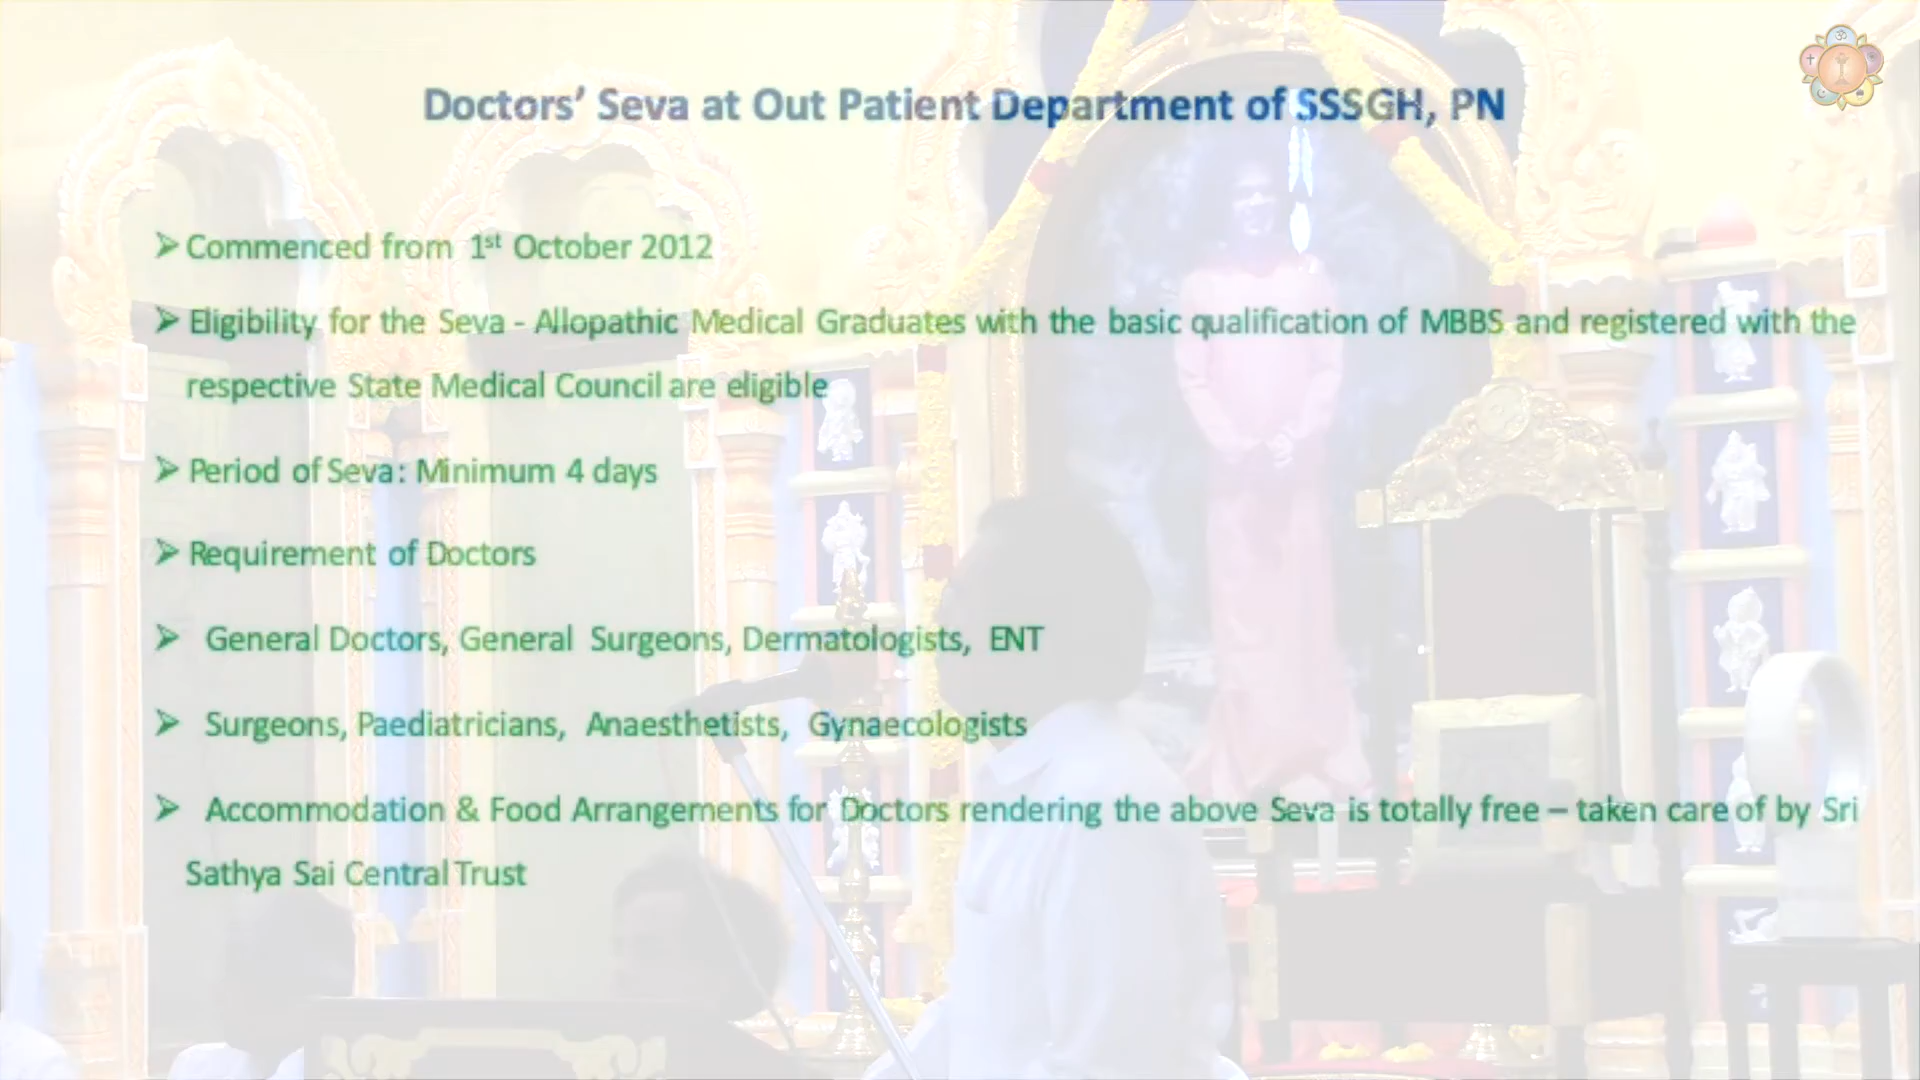 Doctors’ Seva at Out Patient Department of SSSGH, PN
➢ Commenced from 1st October 2012
➢ Eligibility for the Seva - Allopathic Medical Graduates with the basic qualification of MBBS and registered with the
respective State Medical Council are eligible
➢ Period of Seva: Minimum 4 days
➢ Requirement of Doctors
➢ General Doctors, General Surgeons, Dermatologists, ENT
➢ Surgeons, Paediatricians, Anaesthetists, Gynaecologists
➢ Accommodation & Food Arrangements for Doctors rendering the above Seva is totally free – taken care of by Sri
Sathya Sai Central Trust